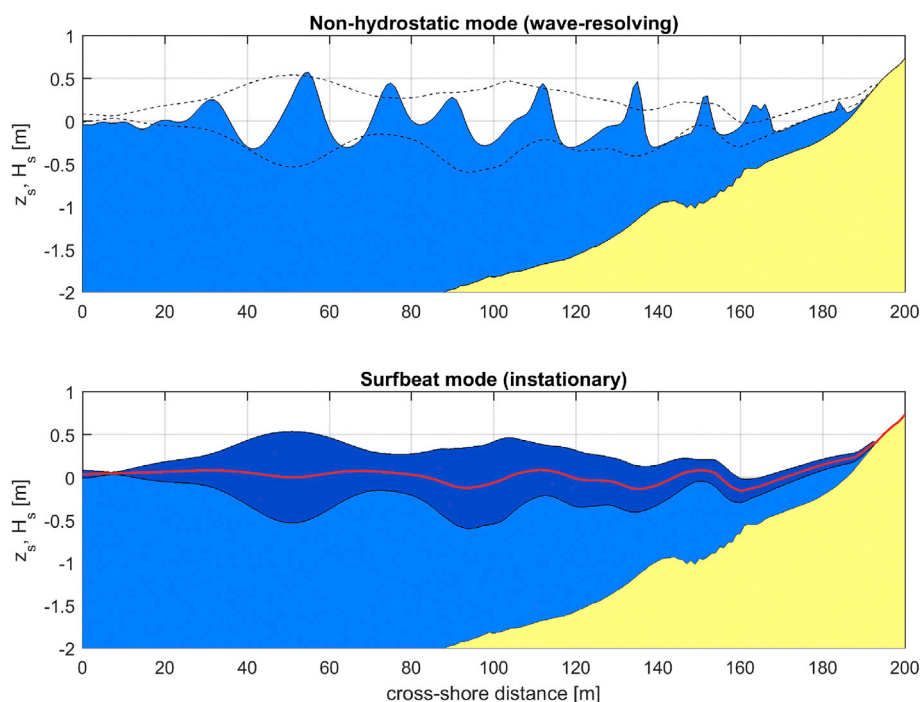 Non-hydrostatic mode (wave-resolving)
1
0.5
0
-0.5
-1
-1.5
-2
z_s, H_s [m]
0 20 40 60 80 100 120 140 160 180 200
Surfbeat mode (instationary)
1
0.5
0
-0.5
-1
-1.5
-2
z_s, H_s [m]
0 20 40 60 80 100 120 140 160 180 200
cross-shore distance [m]